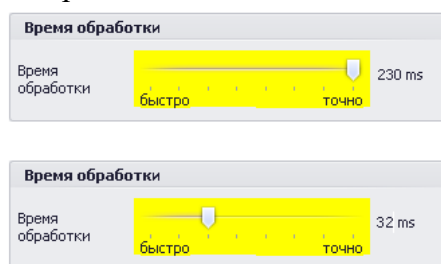 Время обработки
Время
обработки
быстро точно
230 ms
Время обработки
Время
обработки
быстро точно
32 ms